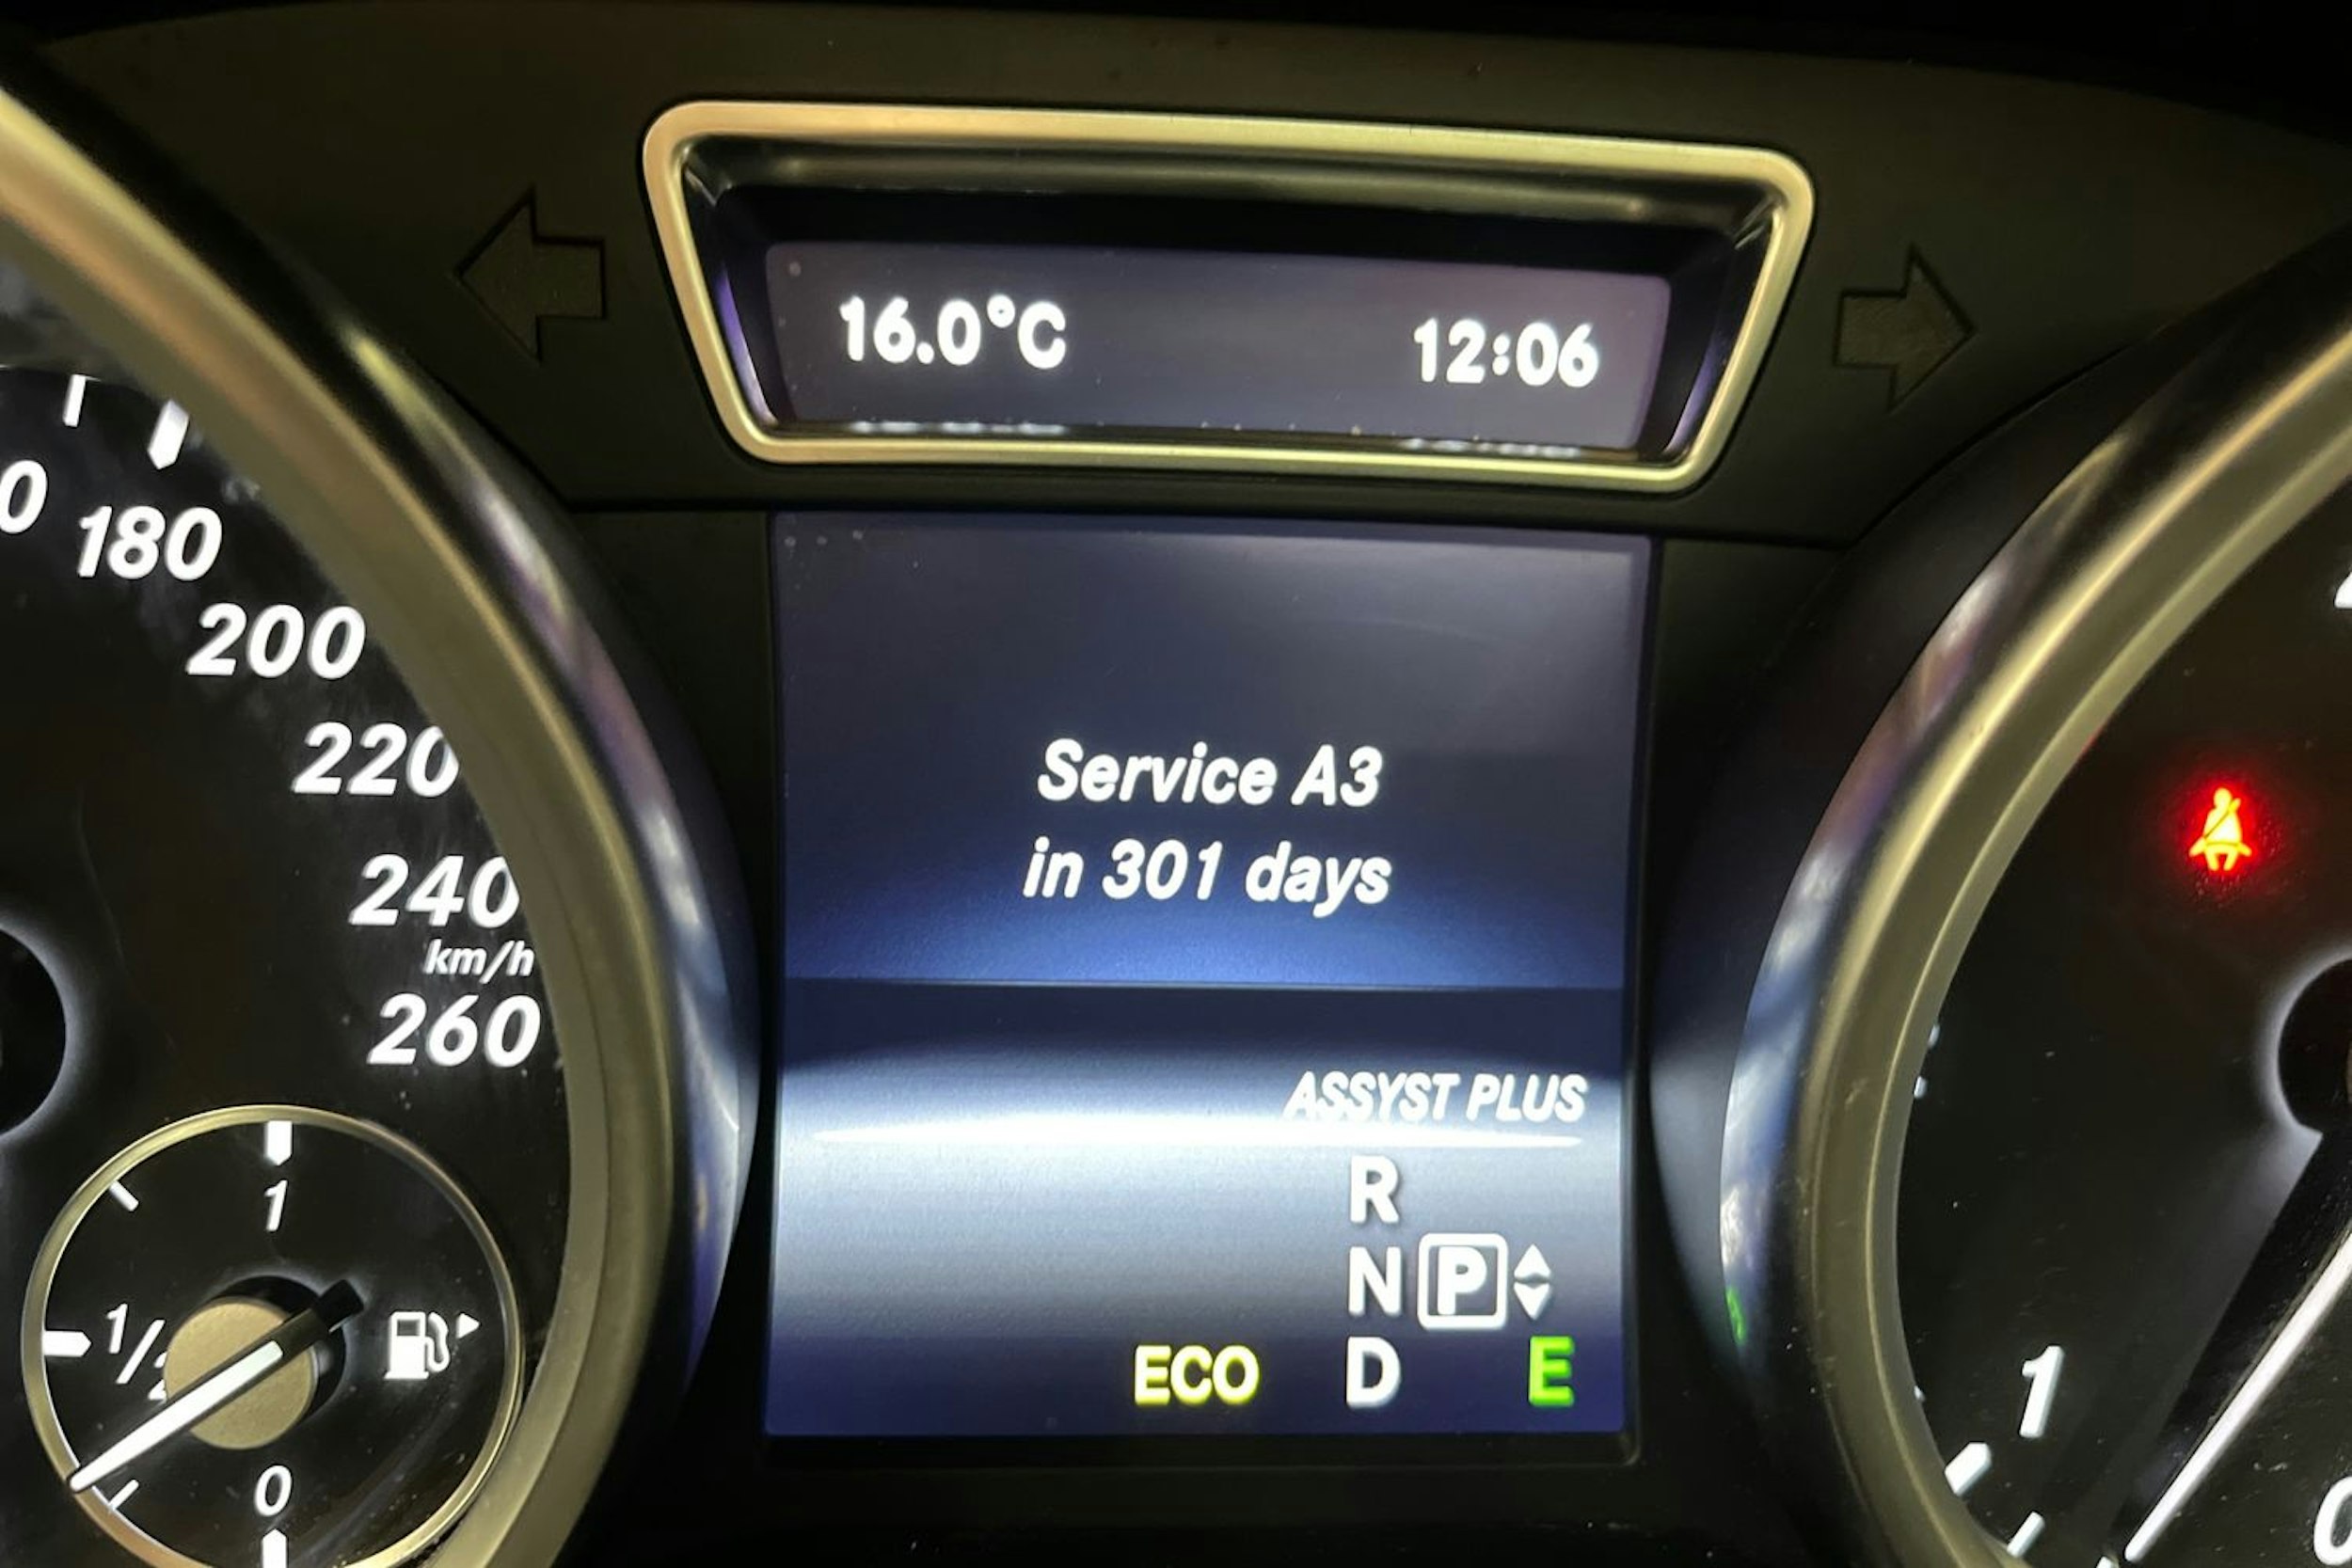 16.0°C 12:06
180
200
220
240
km/h
260
Service A3
in 301 days
ASSYST PLUS
R
N P
ECO D E
1
1/2
0
1